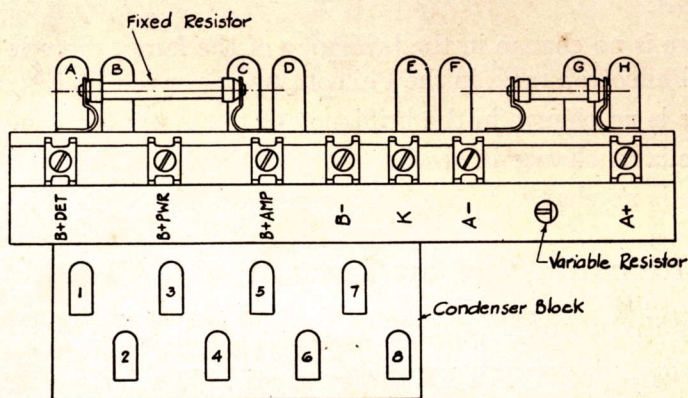 Fixed Resistor
A B C D E F G H
B+DET B+PWR B+AMP B- K A- A+
Variable Resistor
1 3 5 7
Condenser Block
2 4 6 8